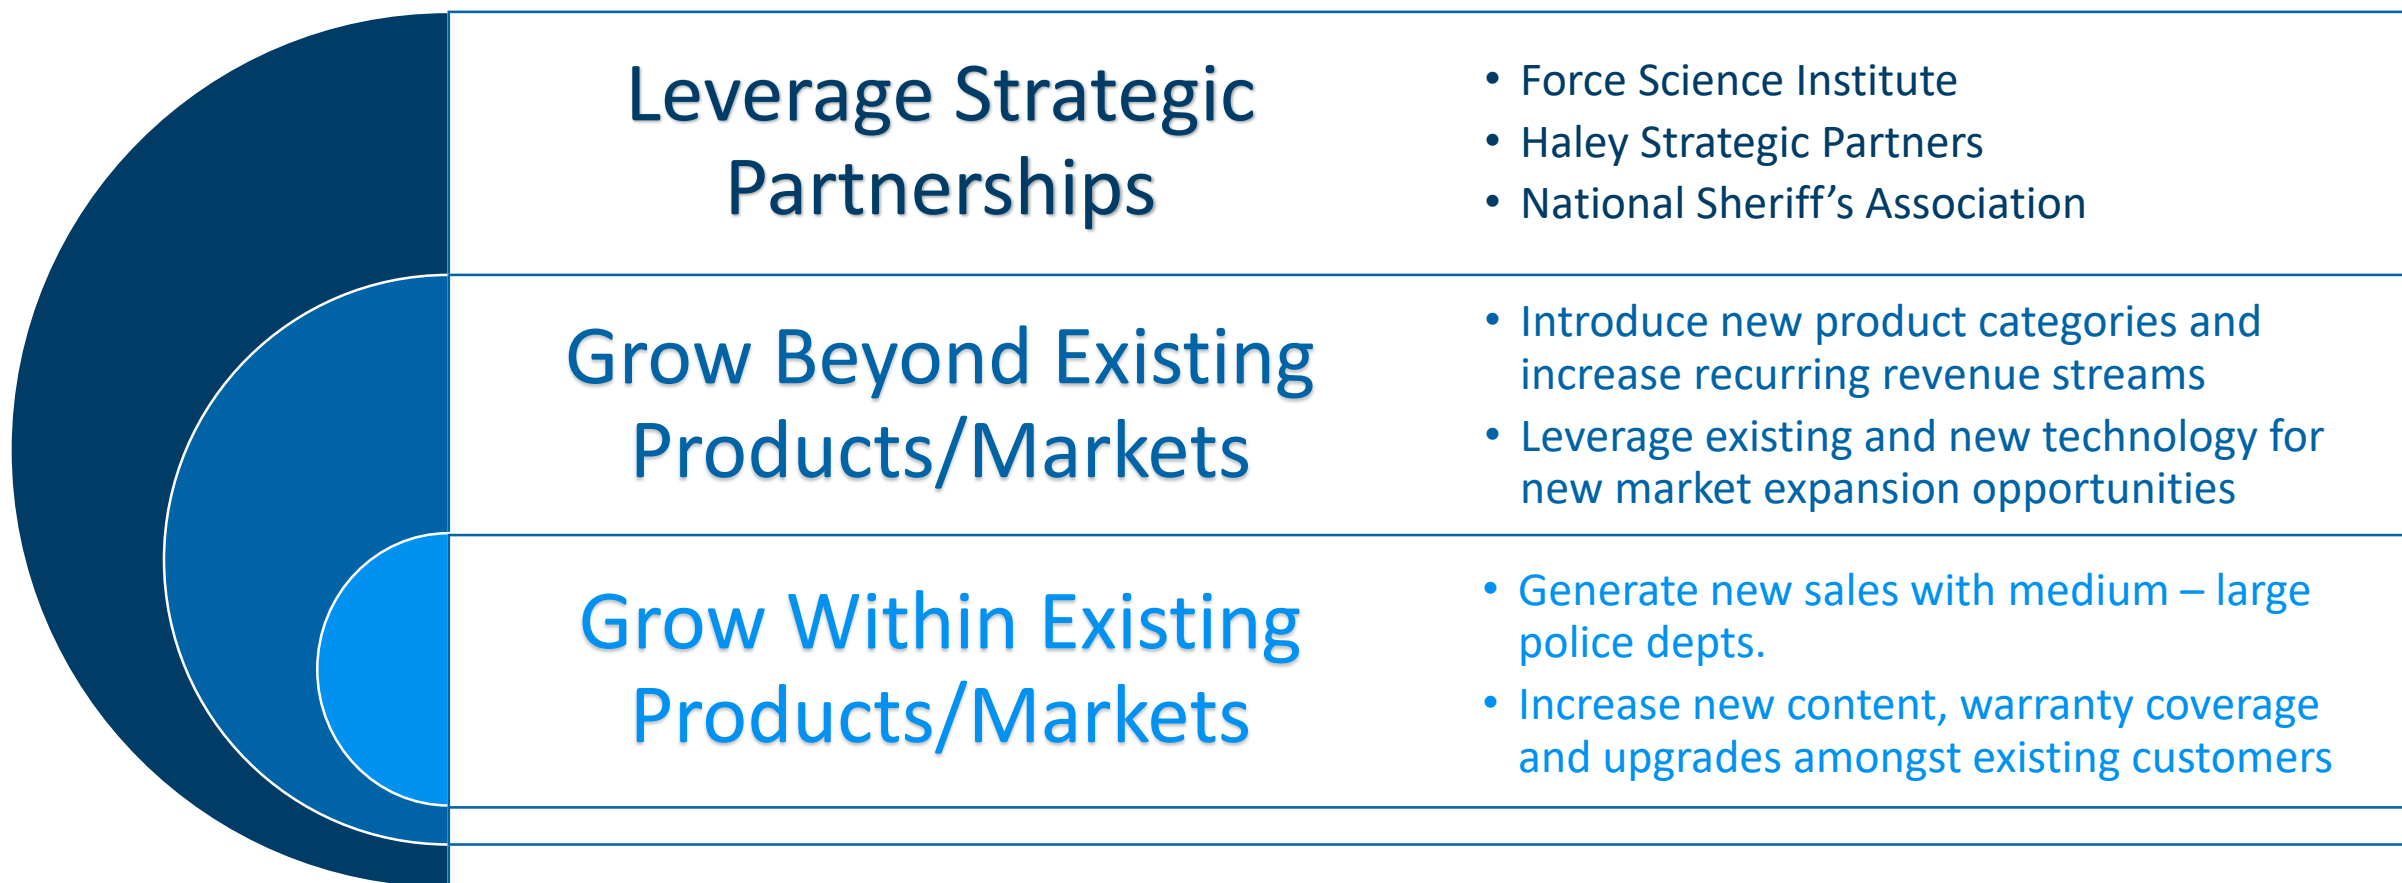 Leverage Strategic
Partnerships
• Force Science Institute
• Haley Strategic Partners
• National Sheriff’s Association
Grow Beyond Existing
Products/Markets
• Introduce new product categories and
increase recurring revenue streams
• Leverage existing and new technology for
new market expansion opportunities
Grow Within Existing
Products/Markets
• Generate new sales with medium – large
police depts.
• Increase new content, warranty coverage
and upgrades amongst existing customers